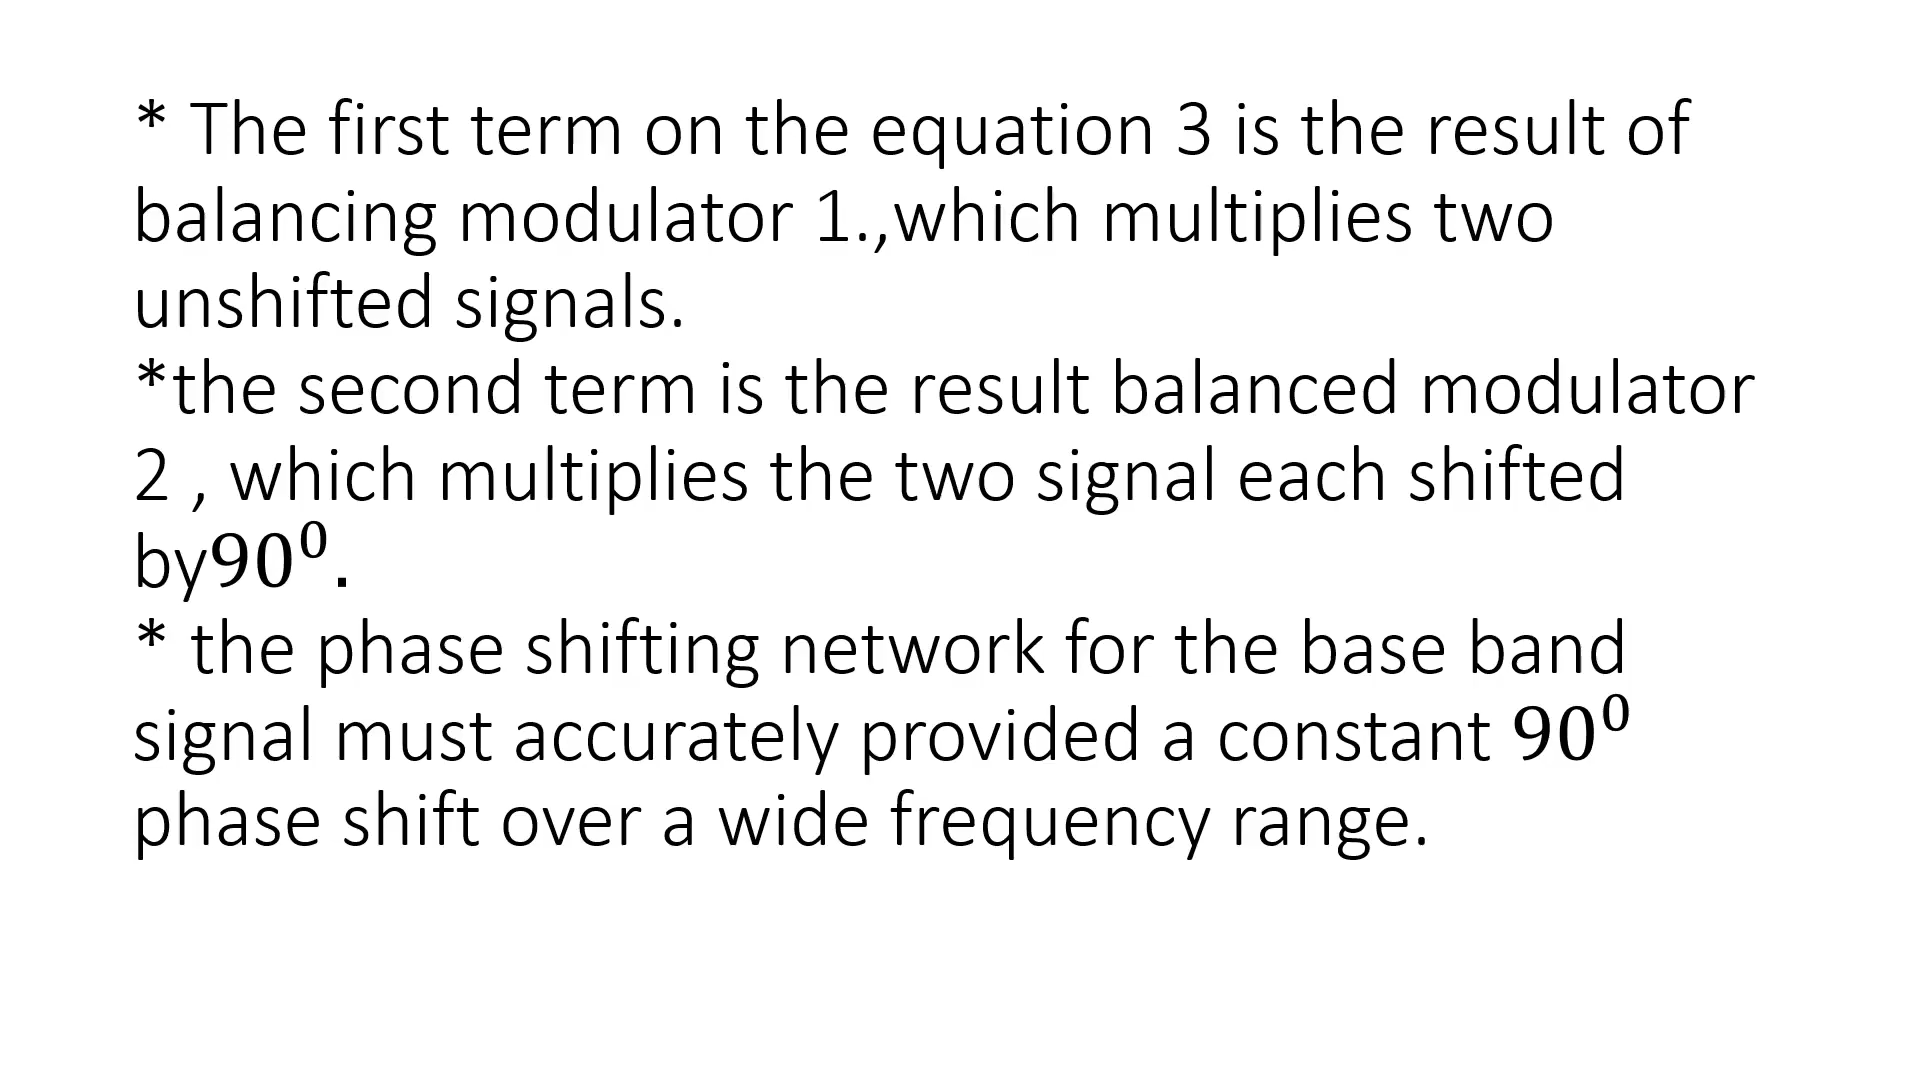 * The first term on the equation 3 is the result of
balancing modulator 1.,which multiplies two
unshifted signals.
*the second term is the result balanced modulator
2 , which multiplies the two signal each shifted
by90⁰.
* the phase shifting network for the base band
signal must accurately provided a constant 90⁰
phase shift over a wide frequency range.